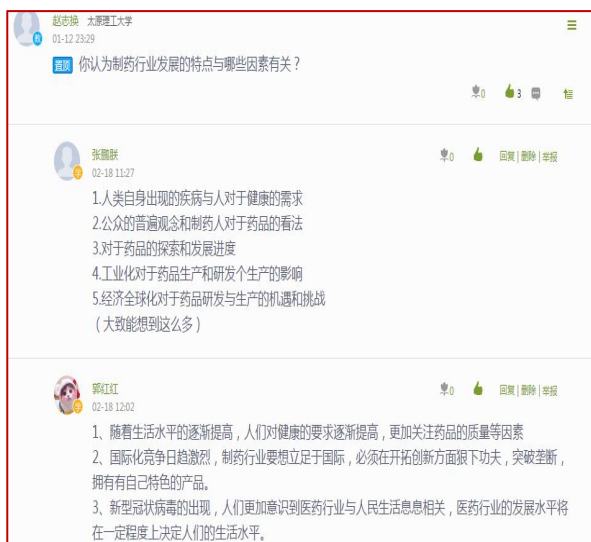 赵志换 太原理工大学
教
01-12 23:29
置顶 你认为制药行业发展的特点与哪些因素有关？
0 3
张鹏朕
0 回复 | 删除 | 举报
学
02-18 11:27
1.人类自身出现的疾病与人对于健康的需求
2.公众的普遍观念和制药人对于药品的看法
3.对于药品的探索和发展进度
4.工业化对于药品生产和研发个生产的影响
5.经济全球化对于药品研发与生产的机遇和挑战
（大致能想到这么多）
郭红红
0 回复 | 删除 | 举报
学
02-18 12:02
1、随着生活水平的逐渐提高，人们对健康的要求逐渐提高，更加关注药品的质量等因素
2、国际化竞争日趋激烈，制药行业要想立足于国际，必须在开拓创新方面狠下功夫，突破垄断，
拥有有自己特色的产品。
3、新型冠状病毒的出现，人们更加意识到医药行业与人民生活息息相关，医药行业的发展水平将
在一定程度上决定人们的生活水平。